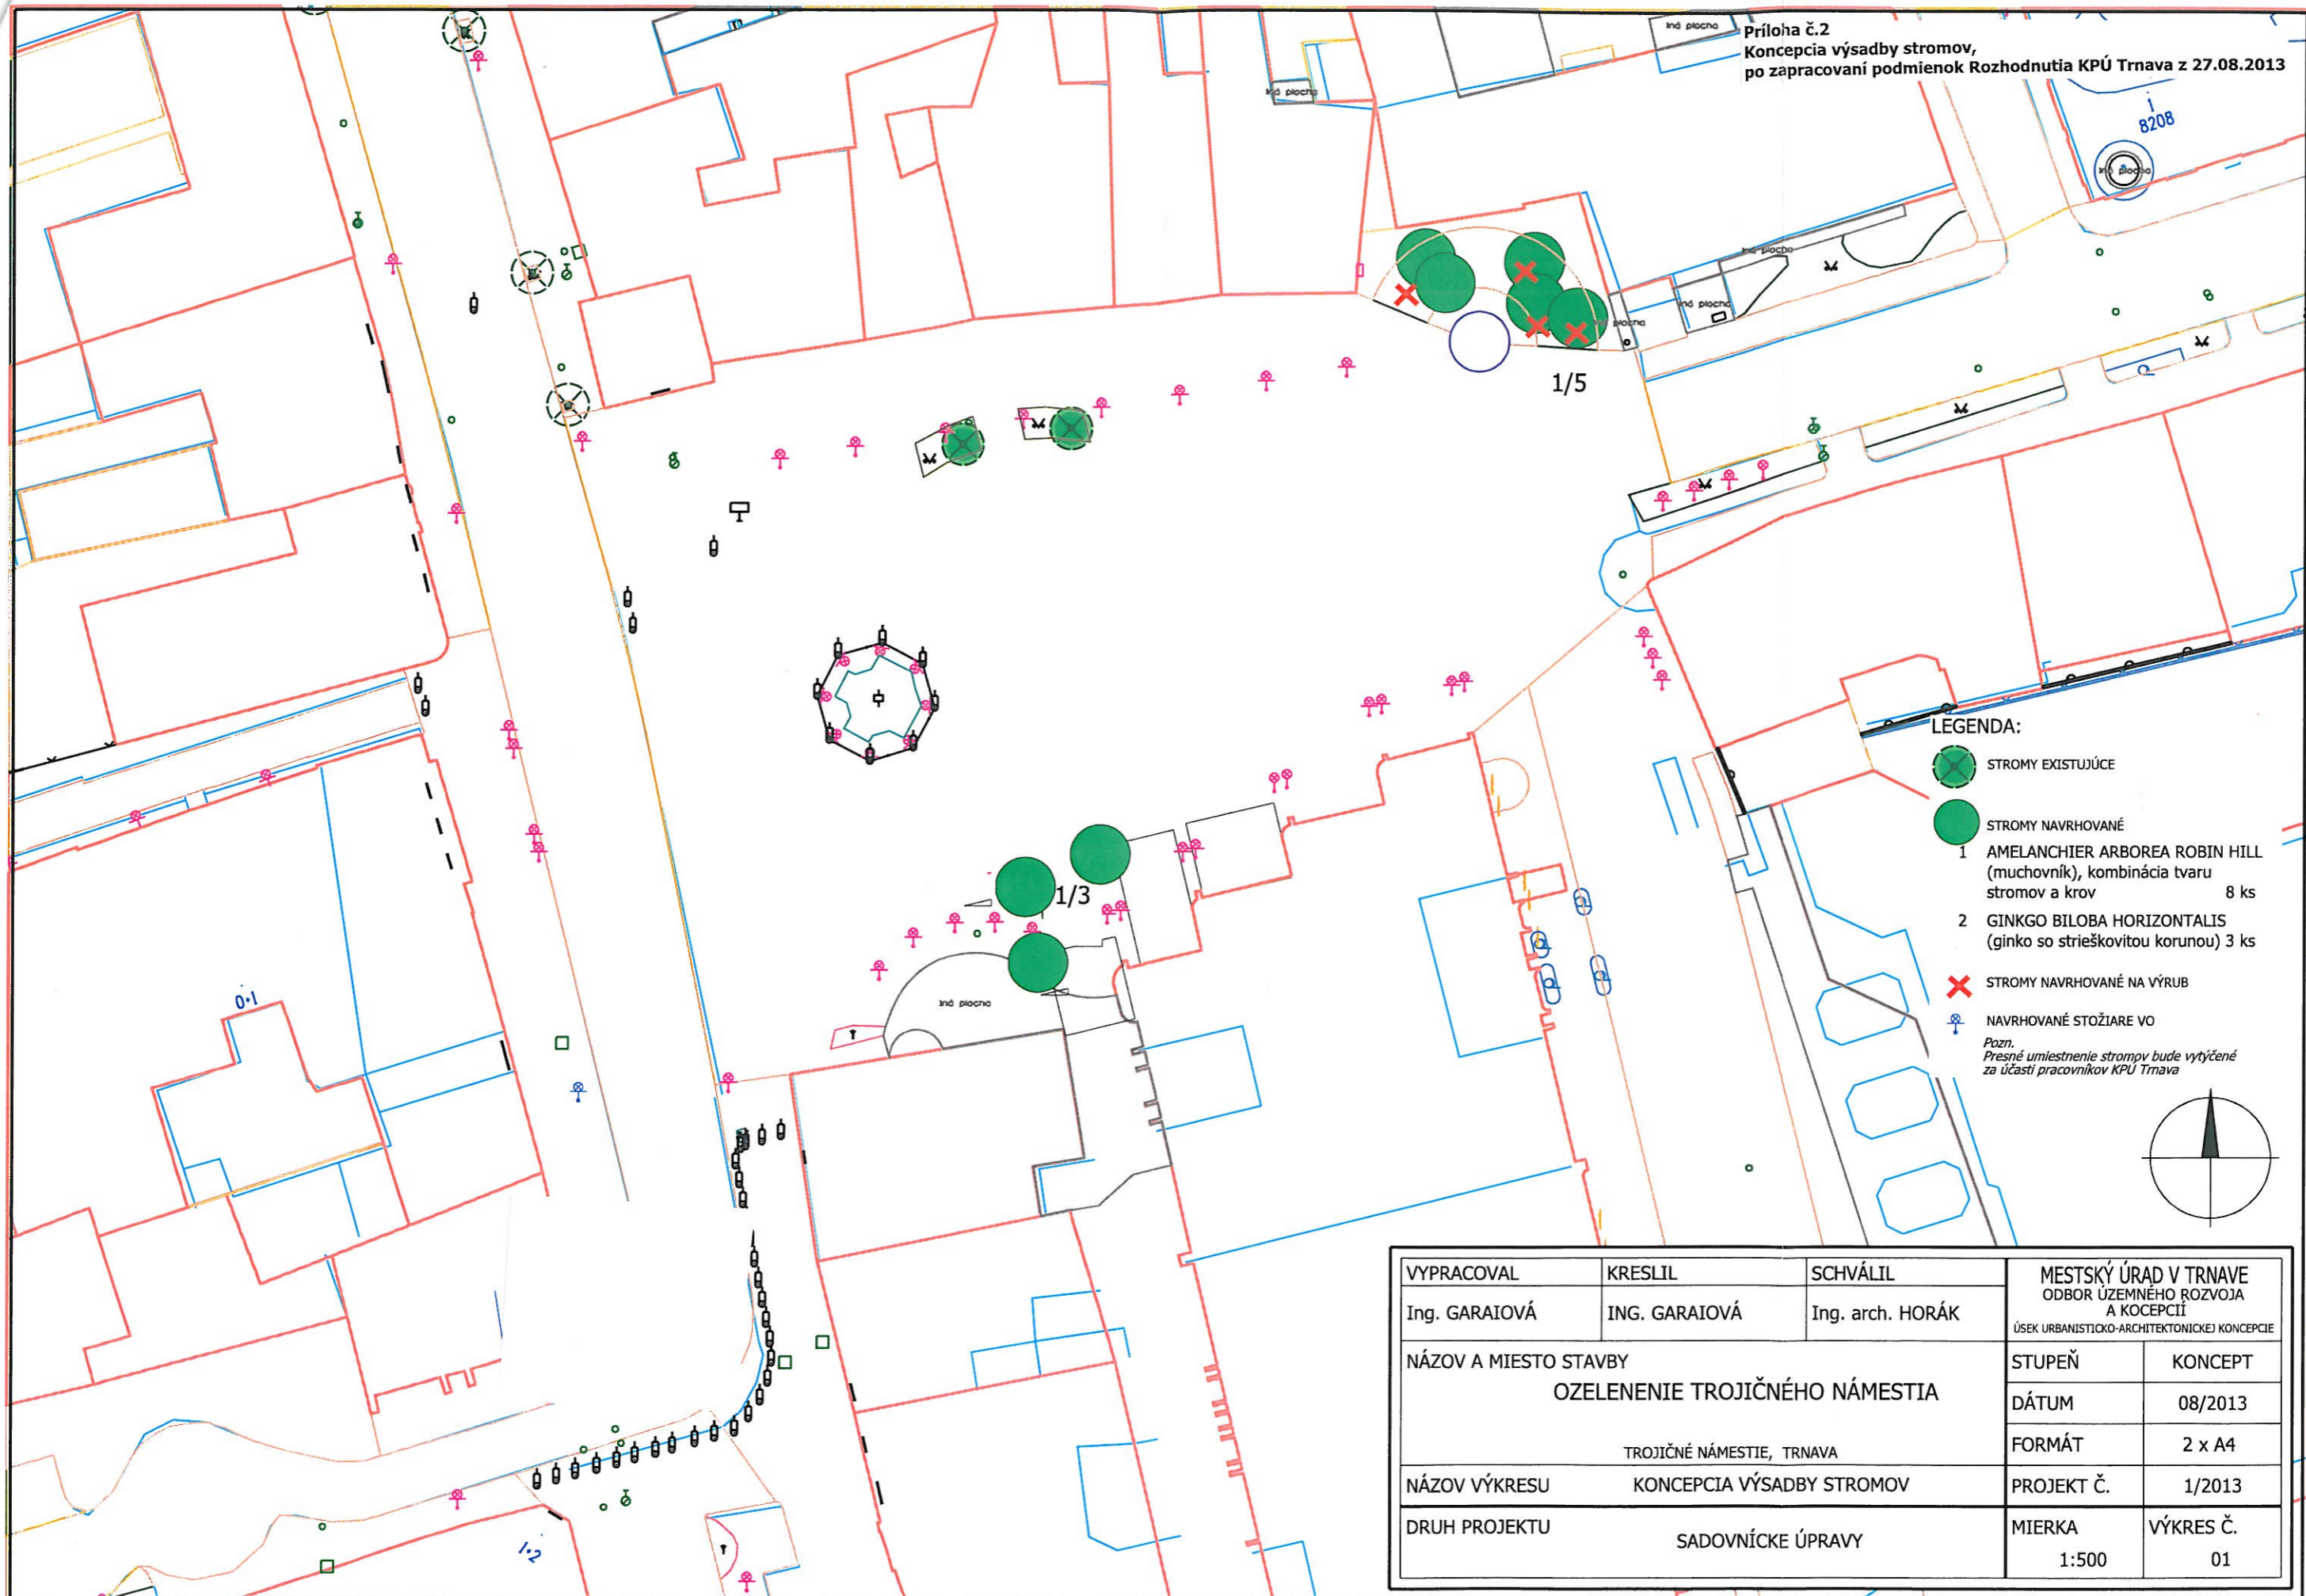 Príloha č.2
Koncepcia výsadby stromov,
po zapracovaní podmienok Rozhodnutia KPÚ Trnava z 27.08.2013
Iná plocha
Iná plocha
i
8208
Iná plocha
Iná plocha
Iná plocha
Iná plocha
1/5
1/3
Iná plocha
0·1
1·2
LEGENDA:
STROMY EXISTUJÚCE
STROMY NAVRHOVANÉ
1 AMELANCHIER ARBOREA ROBIN HILL
(muchovník), kombinácia tvaru
stromov a krov 8 ks
2 GINKGO BILOBA HORIZONTALIS
(ginko so strieškovitou korunou) 3 ks
STROMY NAVRHOVANÉ NA VÝRUB
NAVRHOVANÉ STOŽIARE VO
Pozn.
Presné umiestnenie stromov bude vytýčené
za účasti pracovníkov KPÚ Trnava
VYPRACOVAL KRESLIL SCHVÁLIL
Ing. GARAIOVÁ ING. GARAIOVÁ Ing. arch. HORÁK
MESTSKÝ ÚRAD V TRNAVE
ODBOR ÚZEMNÉHO ROZVOJA
A KOCEPCIÍ
ÚSEK URBANISTICKO-ARCHITEKTONICKEJ KONCEPCIE
NÁZOV A MIESTO STAVBY
OZELENENIE TROJIČNÉHO NÁMESTIA
TROJIČNÉ NÁMESTIE, TRNAVA
STUPEŇ KONCEPT
DÁTUM 08/2013
FORMÁT 2 x A4
NÁZOV VÝKRESU KONCEPCIA VÝSADBY STROMOV
PROJEKT Č. 1/2013
DRUH PROJEKTU SADOVNÍCKE ÚPRAVY
MIERKA VÝKRES Č.
1:500 01